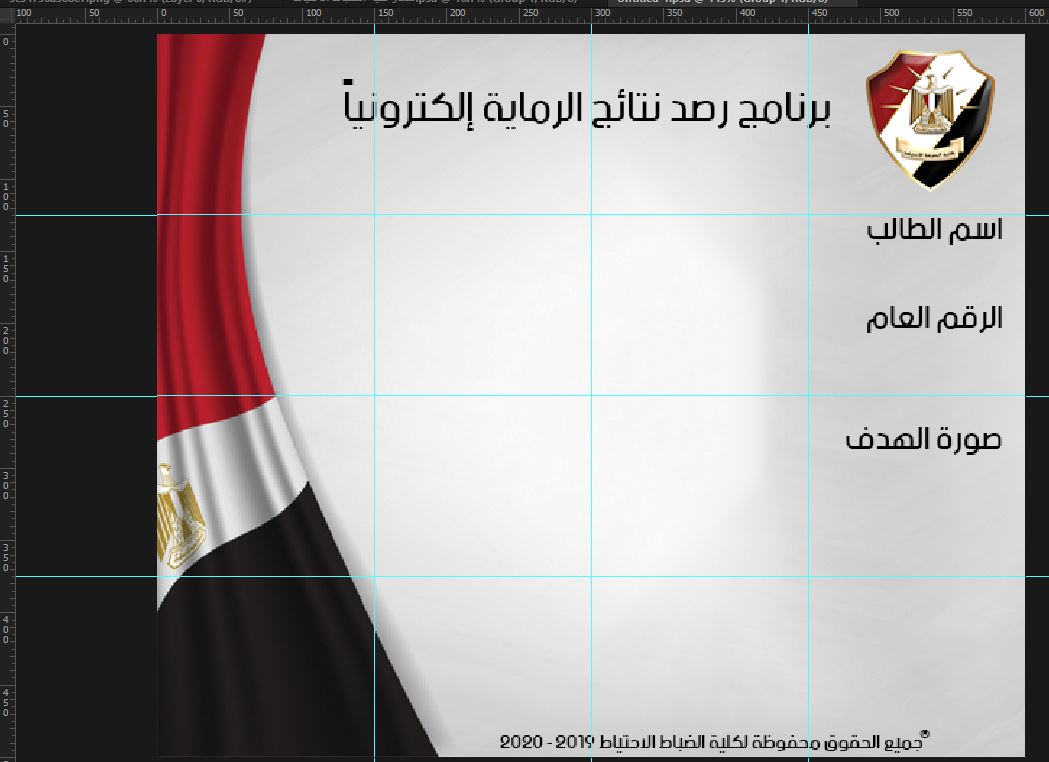 برنامج رصد نتائج الرماية إلكترونياً
اسم الطالب
الرقم العام
صورة الهدف
جميع الحقوق محفوظة لكلية الضباط الاحتياط 2019 - 2020®